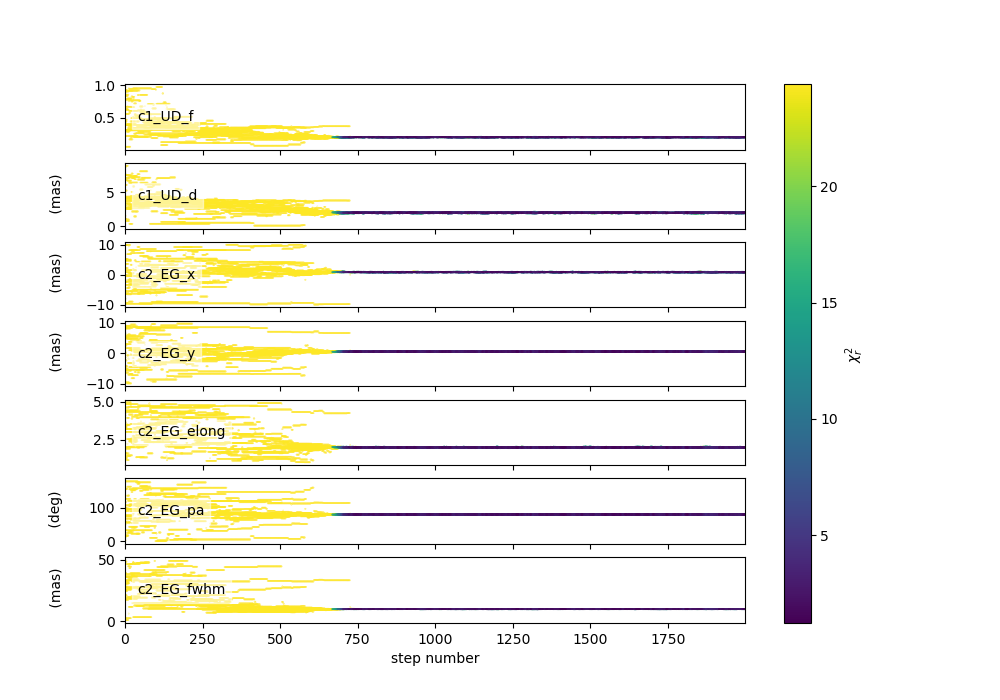 1.0
0.5
c1_UD_f
(mas)
5
0
c1_UD_d
(mas)
10
0
−10
c2_EG_x
(mas)
10
0
−10
c2_EG_y
5.0
2.5
c2_EG_elong
(deg)
100
0
c2_EG_pa
(mas)
50
0
c2_EG_fwhm
0 250 500 750 1000 1250 1500 1750
step number
20
15
10
5
χ²ᵣ